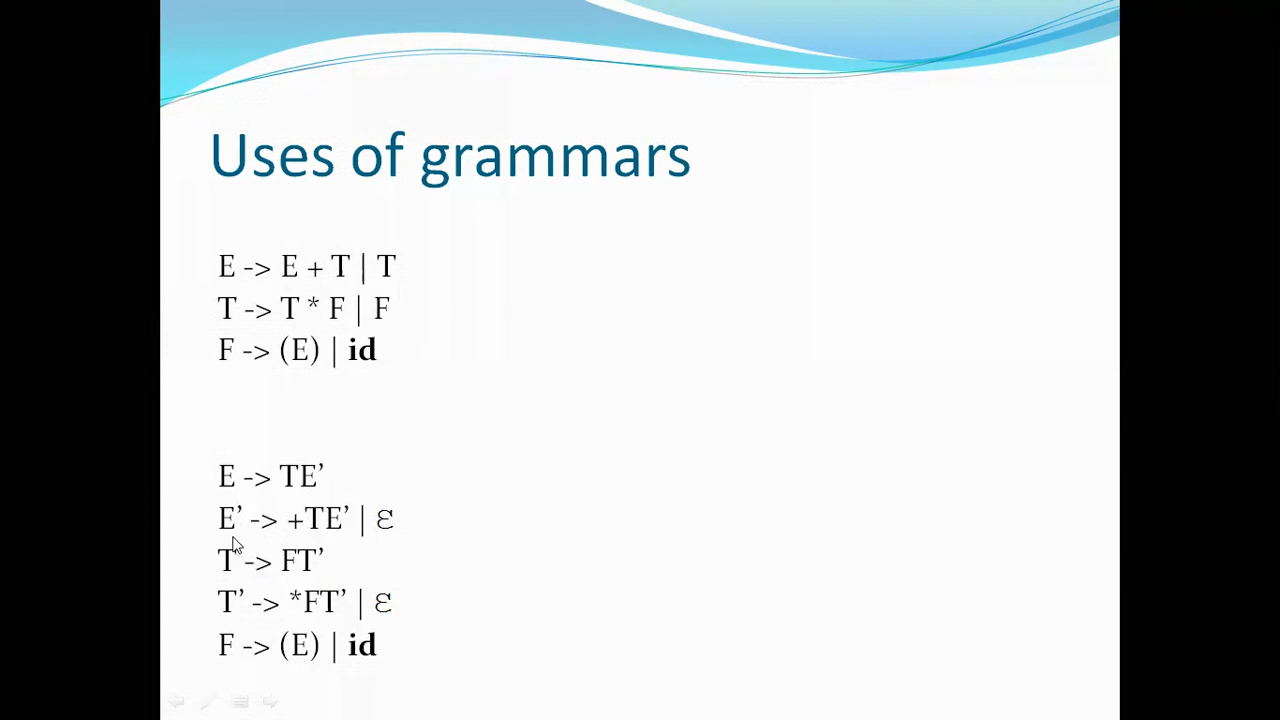 Uses of grammars
E -> E + T | T
T -> T * F | F
F -> (E) | id
E -> TE’
E’ -> +TE’ | ε
T -> FT’
T’ -> *FT’ | ε
F -> (E) | id